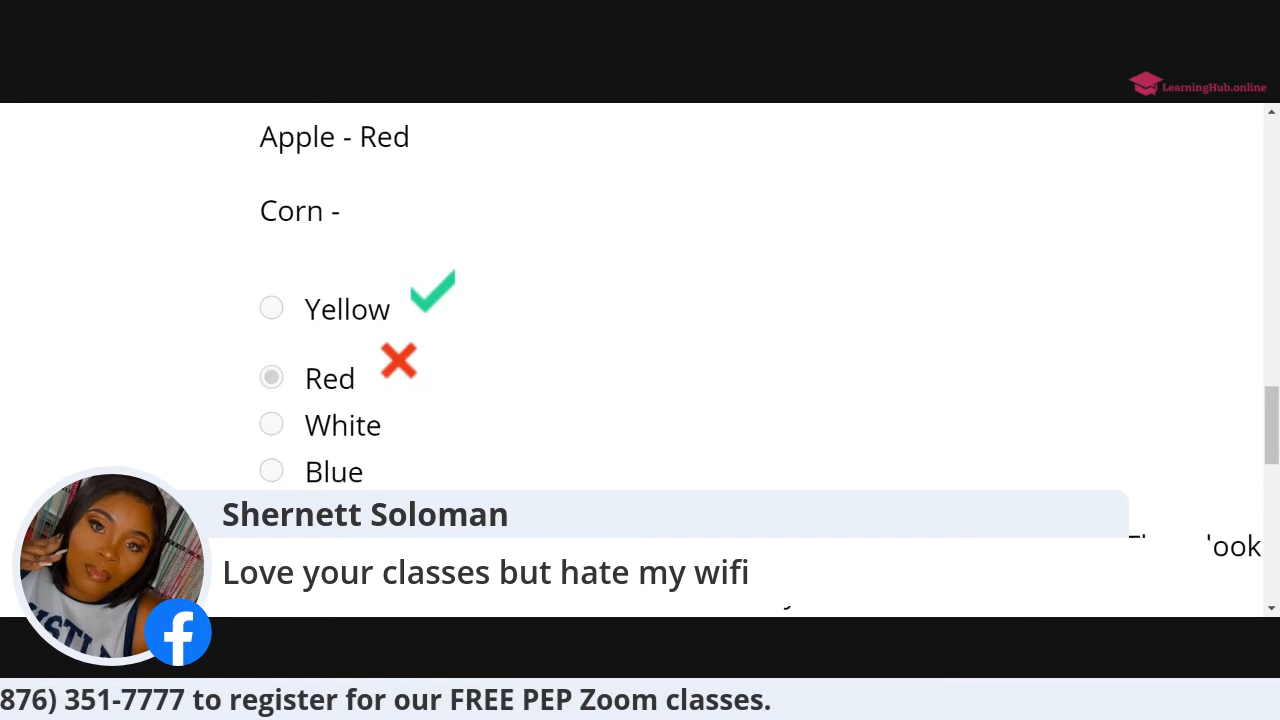 LearningHub.online
Apple - Red
Corn -
Yellow
Red
White
Blue
Shernett Soloman
Love your classes but hate my wifi
876) 351-7777 to register for our FREE PEP Zoom classes.